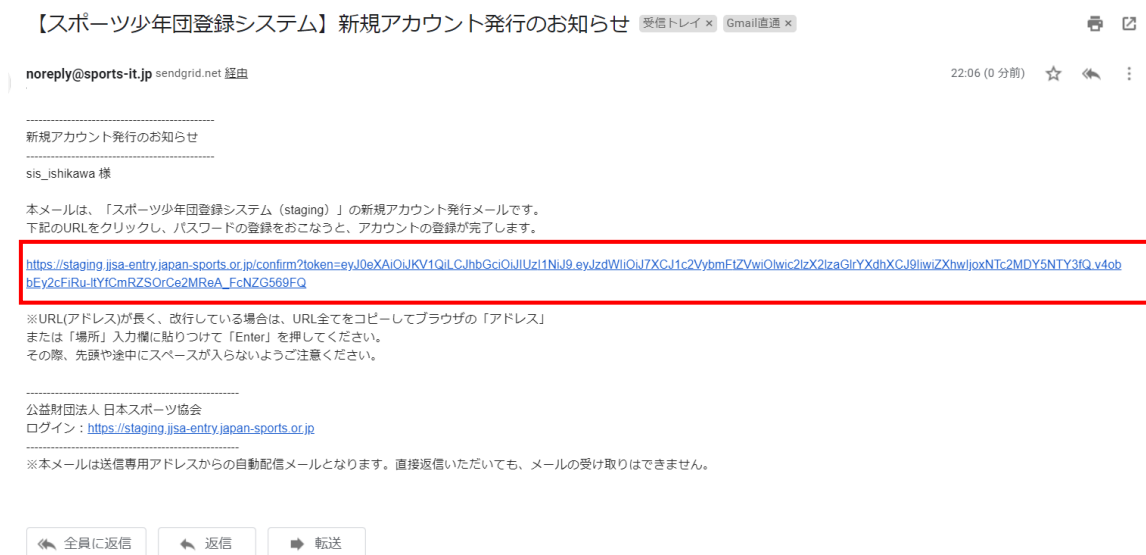 【スポーツ少年団登録システム】新規アカウント発行のお知らせ 受信トレイ × Gmail直通 ×
noreply@sports-it.jp sendgrid.net 経由 22:06 (0 分前)
----------------------------------------------
新規アカウント発行のお知らせ
----------------------------------------------
sis_ishikawa 様
本メールは、「スポーツ少年団登録システム（staging）」の新規アカウント発行メールです。
下記のURLをクリックし、パスワードの登録をおこなうと、アカウントの登録が完了します。
https://staging.jjsa-entry.japan-sports.or.jp/confirm?token=eyJ0eXAiOiJKV1QiLCJhbGciOiJIUzI1NiJ9.eyJzdWIiOiJ7XCJ1c2VybmFtZVwiOlwic2lzX2lzaGlrYXdhXCJ9IiwiZXhwIjoxNTc2MDY5NTY3fQ.v4ob
bEy2cFiRu-ltYfCmRZSOrCe2MReA_FcNZG569FQ
※URL(アドレス)が長く、改行している場合は、URL全てをコピーしてブラウザの「アドレス」
または「場所」入力欄に貼りつけて「Enter」を押してください。
その際、先頭や途中にスペースが入らないようご注意ください。
----------------------------------------------------
公益財団法人 日本スポーツ協会
ログイン：https://staging.jjsa-entry.japan-sports.or.jp
----------------------------------------------------
※本メールは送信専用アドレスからの自動配信メールとなります。直接返信いただいても、メールの受け取りはできません。
全員に返信 返信 転送